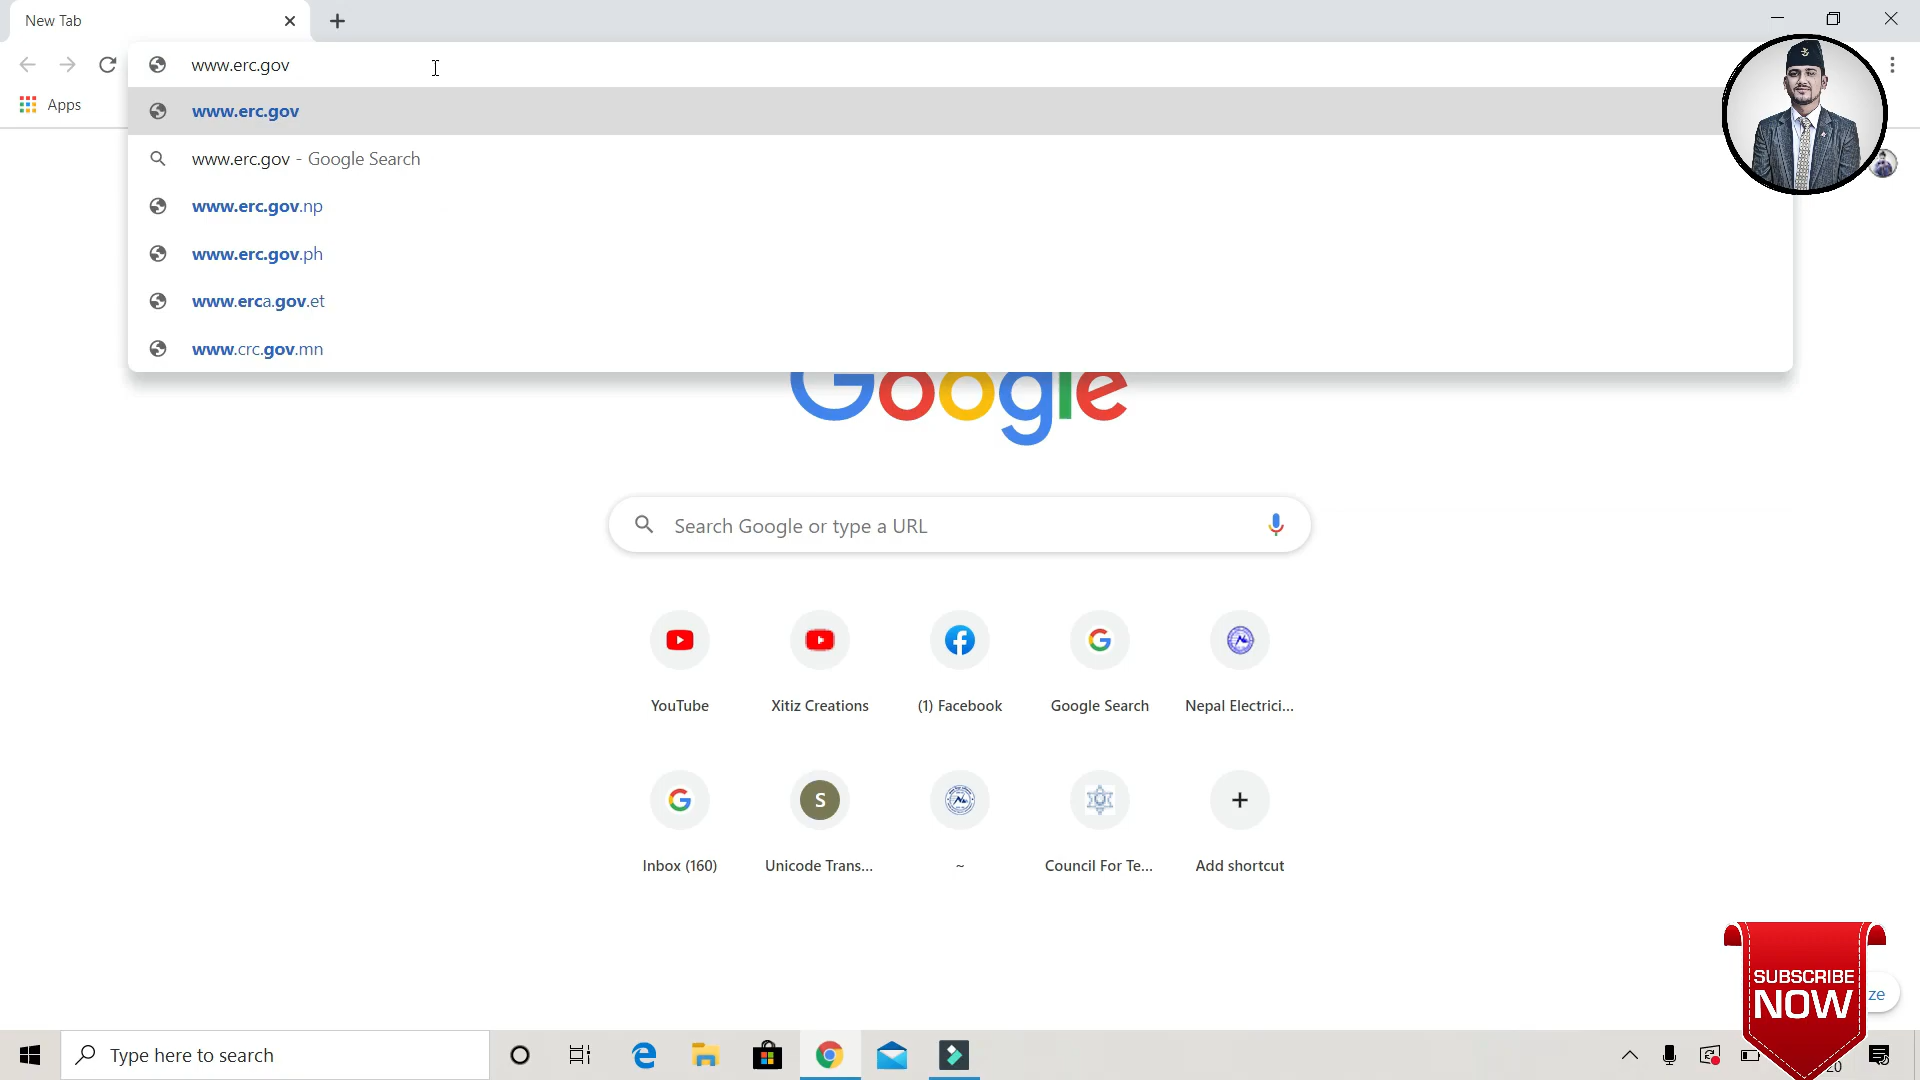 New Tab
www.erc.gov
Apps
www.erc.gov
www.erc.gov - Google Search
www.erc.gov.np
www.erc.gov.ph
www.erca.gov.et
www.crc.gov.mn
Google
Search Google or type a URL
YouTube
Xitiz Creations
(1) Facebook
Google Search
Nepal Electrici...
Inbox (160)
S
Unicode Trans...
~
Council For Te...
Add shortcut
SUBSCRIBE
NOW
ze
Type here to search
20